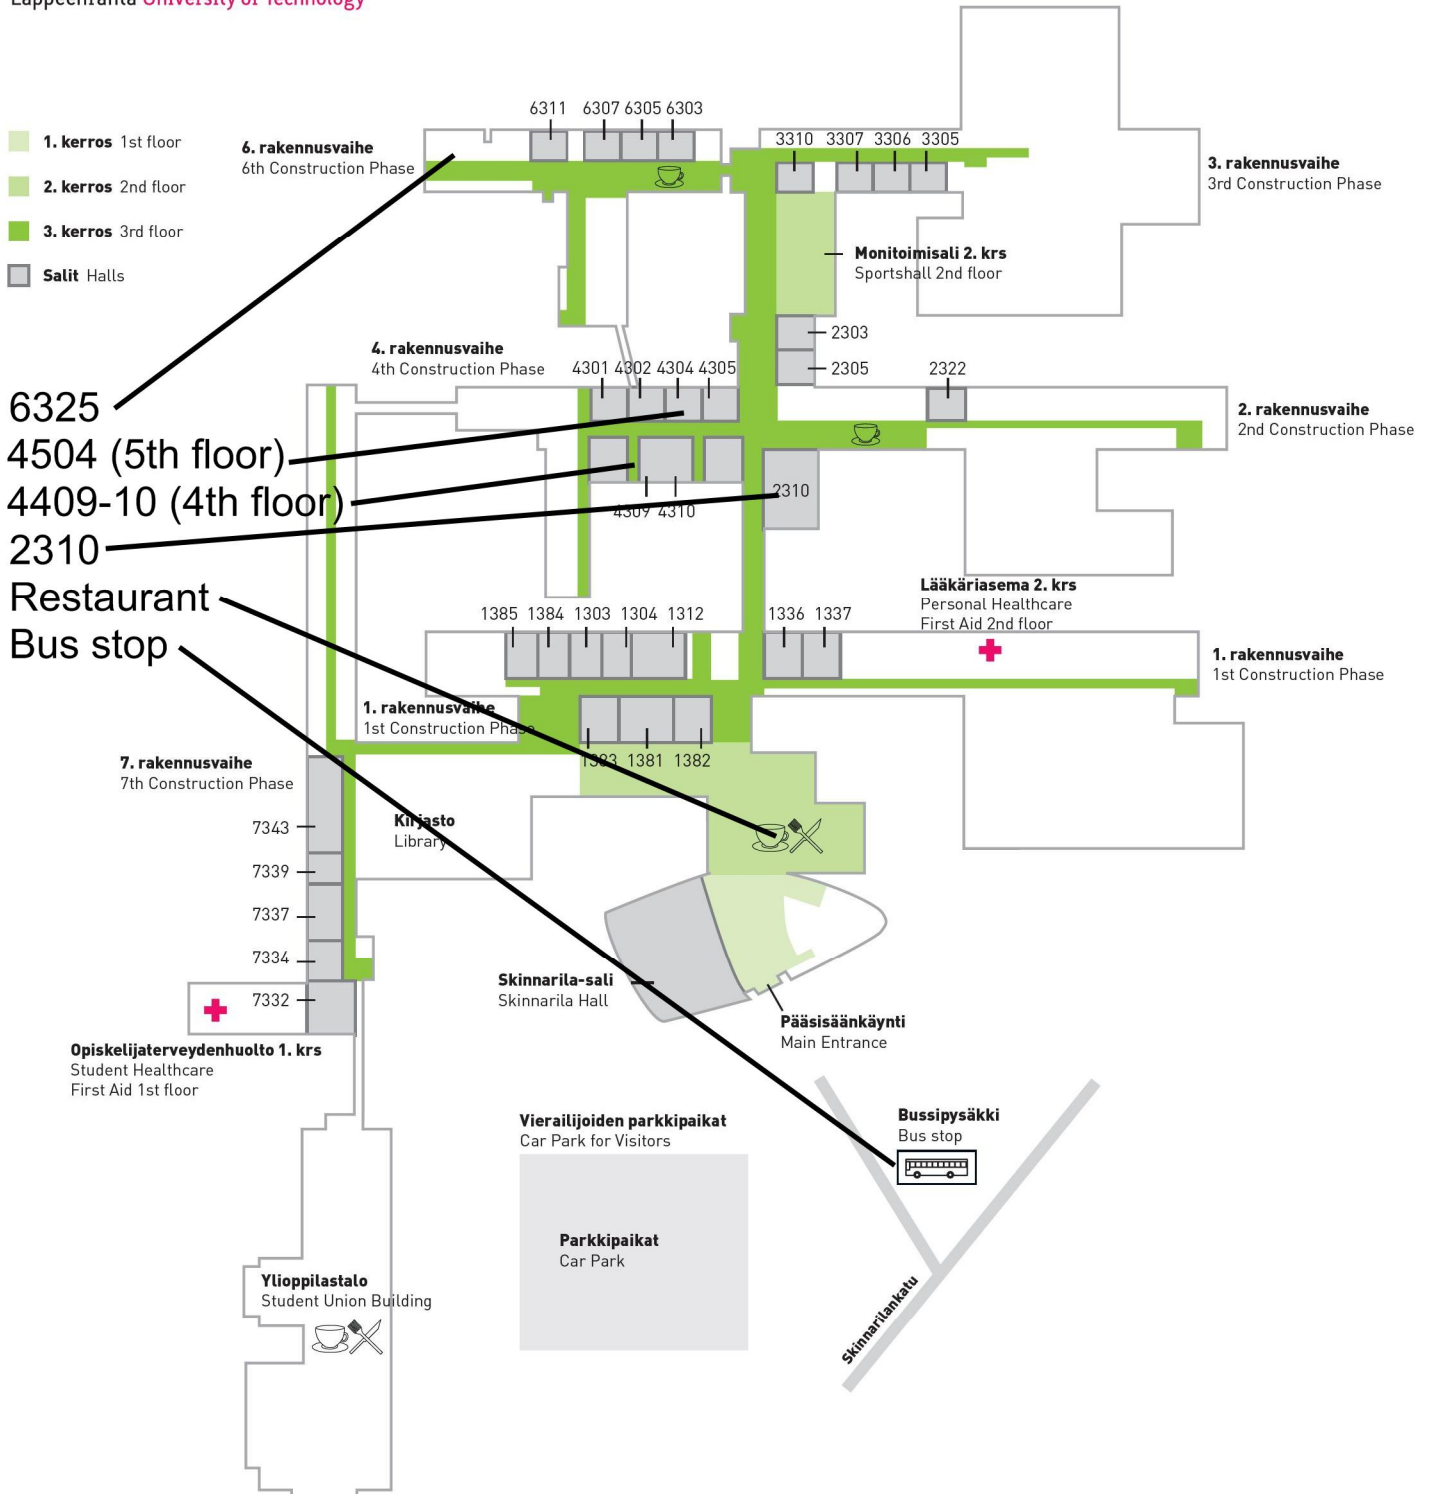 Lappeenranta University of Technology
1. kerros 1st floor
2. kerros 2nd floor
3. kerros 3rd floor
Salit Halls
6. rakennusvaihe
6th Construction Phase
6311 6307 6305 6303
3310 3307 3306 3305
3. rakennusvaihe
3rd Construction Phase
Monitoimisali 2. krs
Sportshall 2nd floor
2303
2305
4. rakennusvaihe
4th Construction Phase
4301 4302 4304 4305
2322
2. rakennusvaihe
2nd Construction Phase
6325
4504 (5th floor)
4409-10 (4th floor)
2310
Restaurant
Bus stop
2310
4309 4310
Lääkäriasema 2. krs
Personal Healthcare
First Aid 2nd floor
1385 1384 1303 1304 1312
1336 1337
1. rakennusvaihe
1st Construction Phase
1. rakennusvaihe
1st Construction Phase
1383 1381 1382
7. rakennusvaihe
7th Construction Phase
Kirjasto
Library
7343
7339
7337
7334
7332
Skinnarila-sali
Skinnarila Hall
Pääsisäänkäynti
Main Entrance
Opiskelijaterveydenhuolto 1. krs
Student Healthcare
First Aid 1st floor
Vierailijoiden parkkipaikat
Car Park for Visitors
Parkkipaikat
Car Park
Bussipysäkki
Bus stop
Skinnarilankatu
Ylioppilastalo
Student Union Building